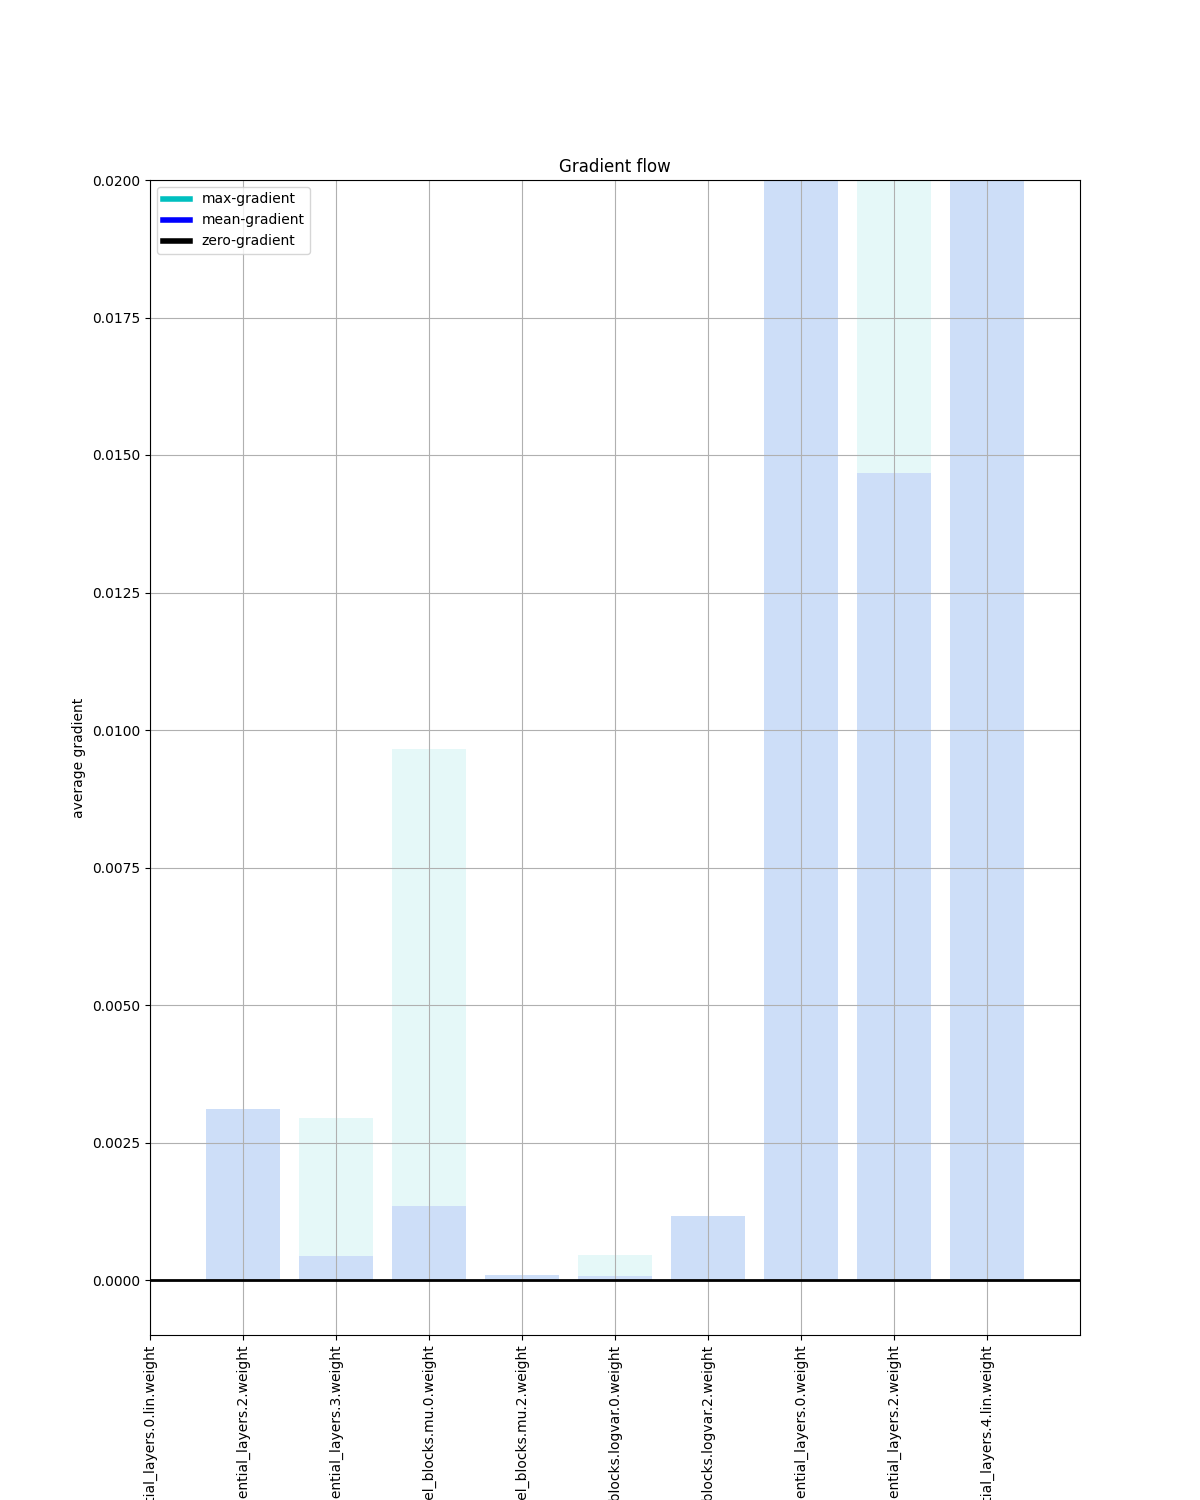 Gradient flow
max-gradient
mean-gradient
zero-gradient
0.0200
0.0175
0.0150
0.0125
0.0100
0.0075
0.0050
0.0025
0.0000
average gradient
tial_layers.0.lin.weight
ential_layers.2.weight
ential_layers.3.weight
el_blocks.mu.0.weight
el_blocks.mu.2.weight
blocks.logvar.0.weight
blocks.logvar.2.weight
ential_layers.0.weight
ential_layers.2.weight
tial_layers.4.lin.weight